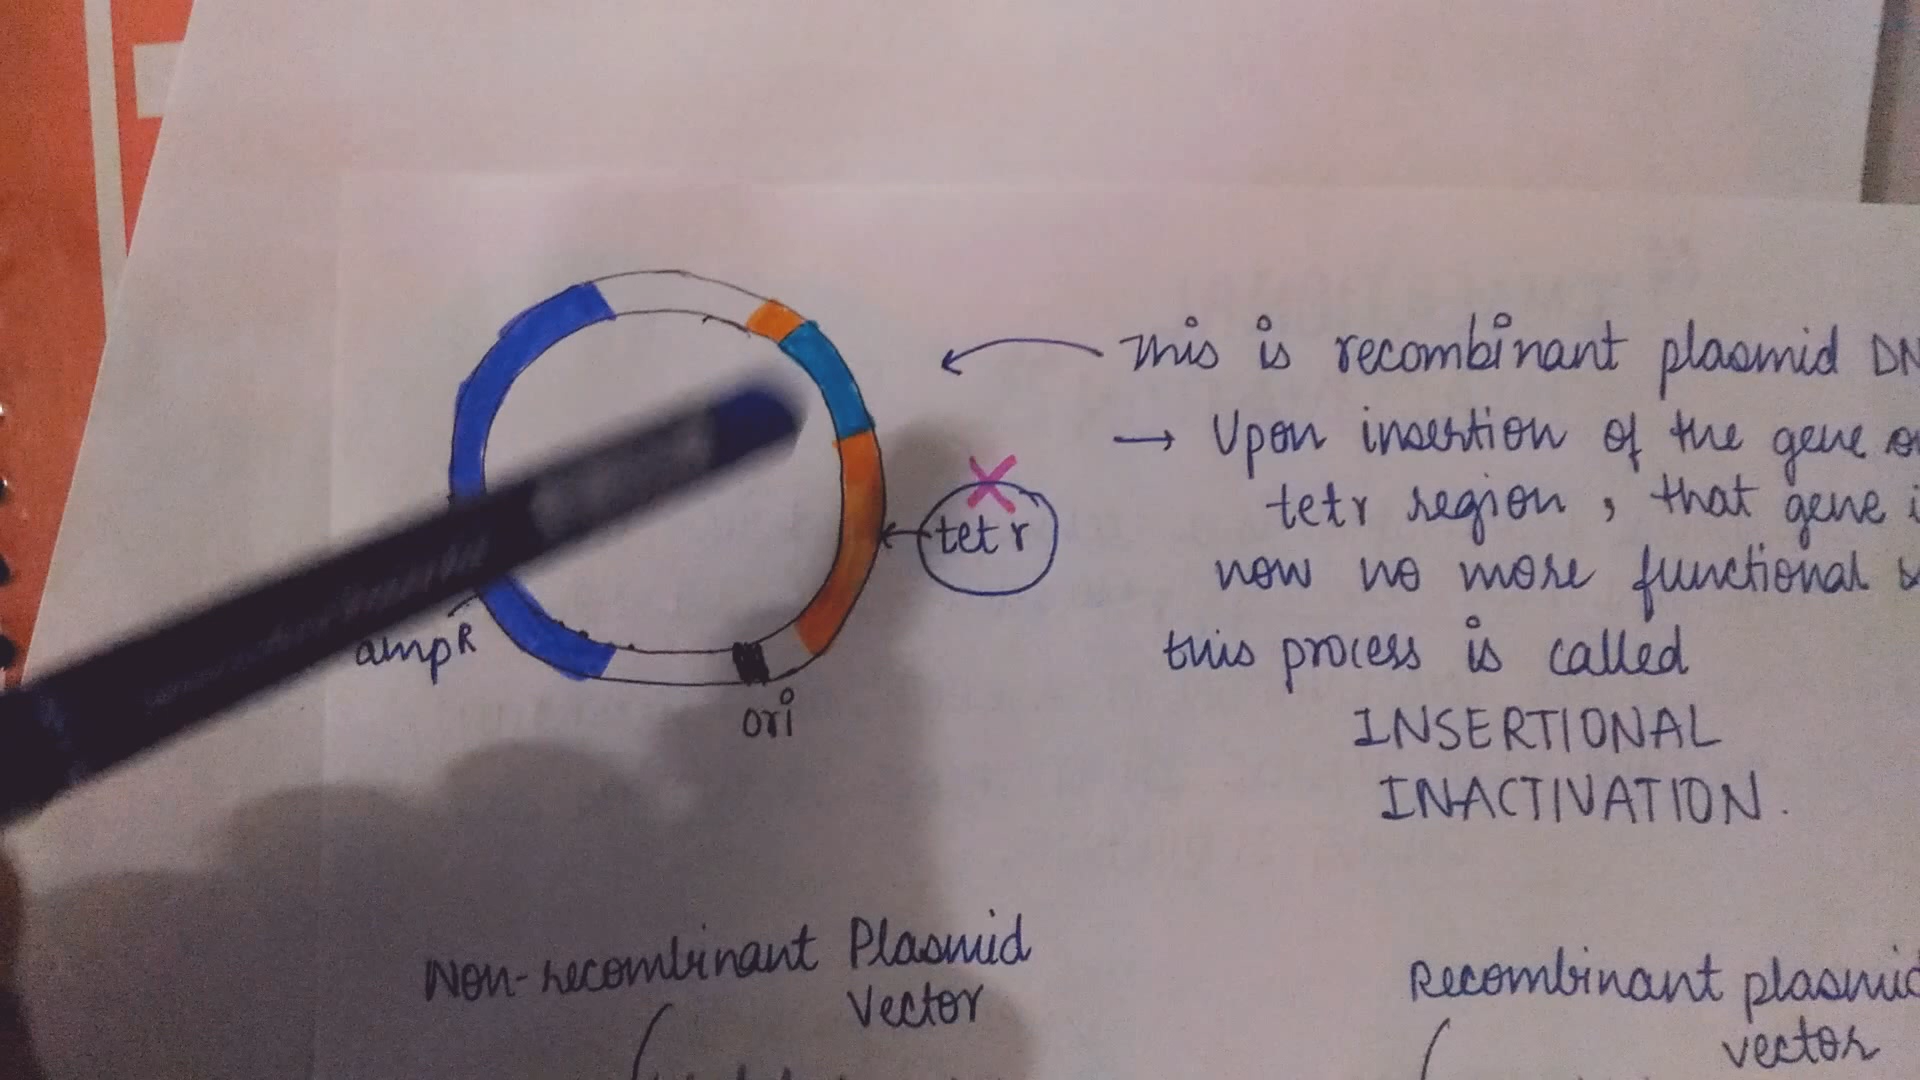 This is recombinant plasmid DN
→ Upon insertion of the gene
tetr region, that gene
now no more functional
this process is called
INSERTIONAL
INACTIVATION.
tet r
ampR
ori
Non-recombinant Plasmid
Vector
Recombinant plasmid
vector